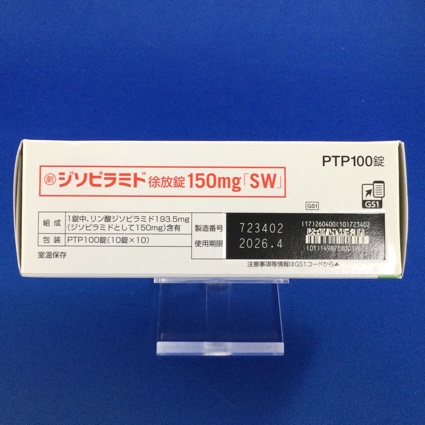 PTP100錠
劇 ジソピラミド徐放錠150mg「SW」
GS1
GS1
(17)260400(10)723402
組成 1錠中、リン酸ジソピラミド193.5mg
(ジソピラミドとして150mg)含有
包装 PTP100錠(10錠×10)
製造番号 723402
使用期限 2026.4
室温保存
注意事項等情報はGS1コードから▲